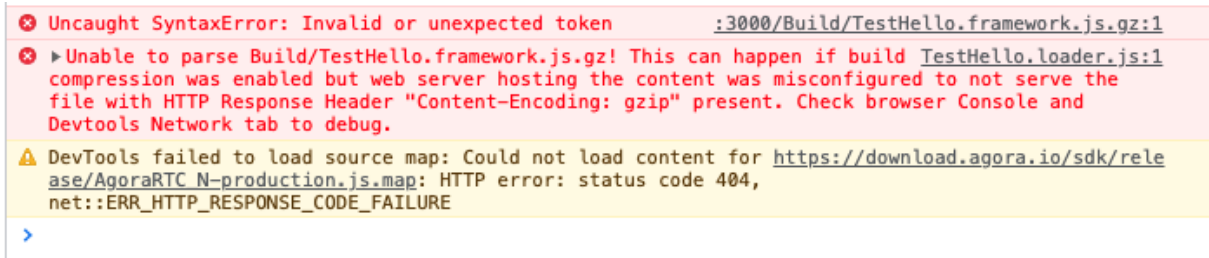 Uncaught SyntaxError: Invalid or unexpected token :3000/Build/TestHello.framework.js.gz:1
▶Unable to parse Build/TestHello.framework.js.gz! This can happen if build TestHello.loader.js:1
compression was enabled but web server hosting the content was misconfigured to not serve the
file with HTTP Response Header "Content-Encoding: gzip" present. Check browser Console and
Devtools Network tab to debug.
DevTools failed to load source map: Could not load content for https://download.agora.io/sdk/rele
ase/AgoraRTC_N-production.js.map: HTTP error: status code 404,
net::ERR_HTTP_RESPONSE_CODE_FAILURE
>